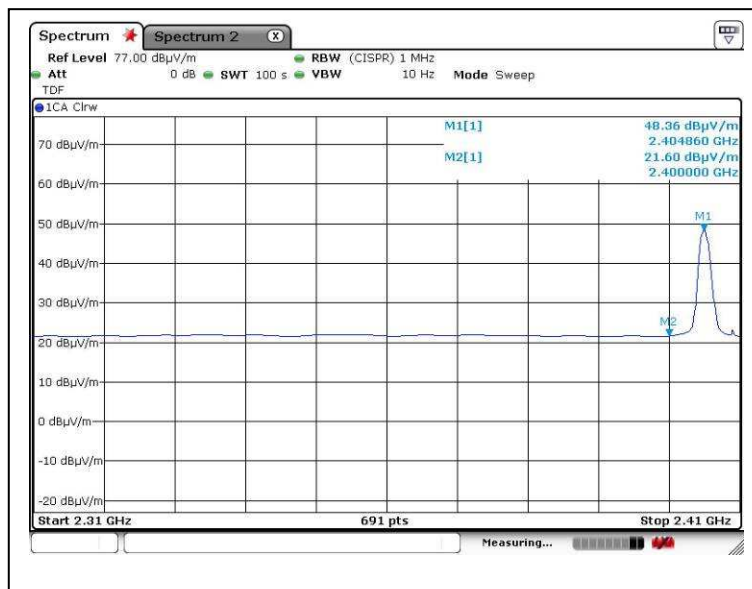 Spectrum Spectrum 2 X
Ref Level 77.00 dBµV/m RBW (CISPR) 1 MHz
Att 0 dB SWT 100 s VBW 10 Hz Mode Sweep
TDF
1CA Clrw
M1[1] 48.36 dBµV/m
2.404860 GHz
M2[1] 21.60 dBµV/m
2.400000 GHz
70 dBµV/m
60 dBµV/m
50 dBµV/m
M1
40 dBµV/m
30 dBµV/m
M2
20 dBµV/m
10 dBµV/m
0 dBµV/m
-10 dBµV/m
-20 dBµV/m
Start 2.31 GHz 691 pts Stop 2.41 GHz
Measuring...